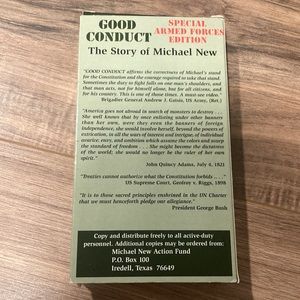 GOOD
CONDUCT
SPECIAL
ARMED FORCES
EDITION
The Story of Michael New
"GOOD CONDUCT affirms the correctness of Michael's stand
for the Constitution and the courage required to take that stand.
Sometimes the duty to fight falls on one man's shoulders, and
that man acts, not for himself alone, but for all citizens, and
for his country. This is one of those times. A must-see video."
Brigadier General Andrew J. Gatsis, US Army, (Ret.)
"America goes not abroad in search of monsters to destroy. . .
She well knows that by once enlisting under other banners
than her own, were they even the banners of foreign
independence, she would involve herself, beyond the powers of
extrication, in all the wars of interest and intrigue, of individual
avarice, envy, and ambition which assume the colors and usurp
the standard of freedom. . . She might become the dictatress of
the world; she would no longer be the ruler of her own
spirit."
John Quincy Adams, July 4, 1821
"Treaties cannot authorize what the Constitution forbids . . ."
US Supreme Court, Geofroy v. Riggs, 1898
"It is to those sacred principles enshrined in the UN Charter
that we must henceforth pledge our allegiance."
President George Bush
Copy and distribute freely to all active-duty
personnel. Additional copies may be ordered from:
Michael New Action Fund
P.O. Box 100
Iredell, Texas 76649